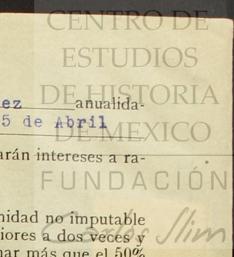 CENTRO DE
ESTUDIOS
DE HISTORIA
DE MEXICO
FUNDACIÓN
Carlos Slim
ez anualida-
5 de Abril
arán intereses a ra-
nidad no imputable
iores a dos veces y
nar más que el 50%